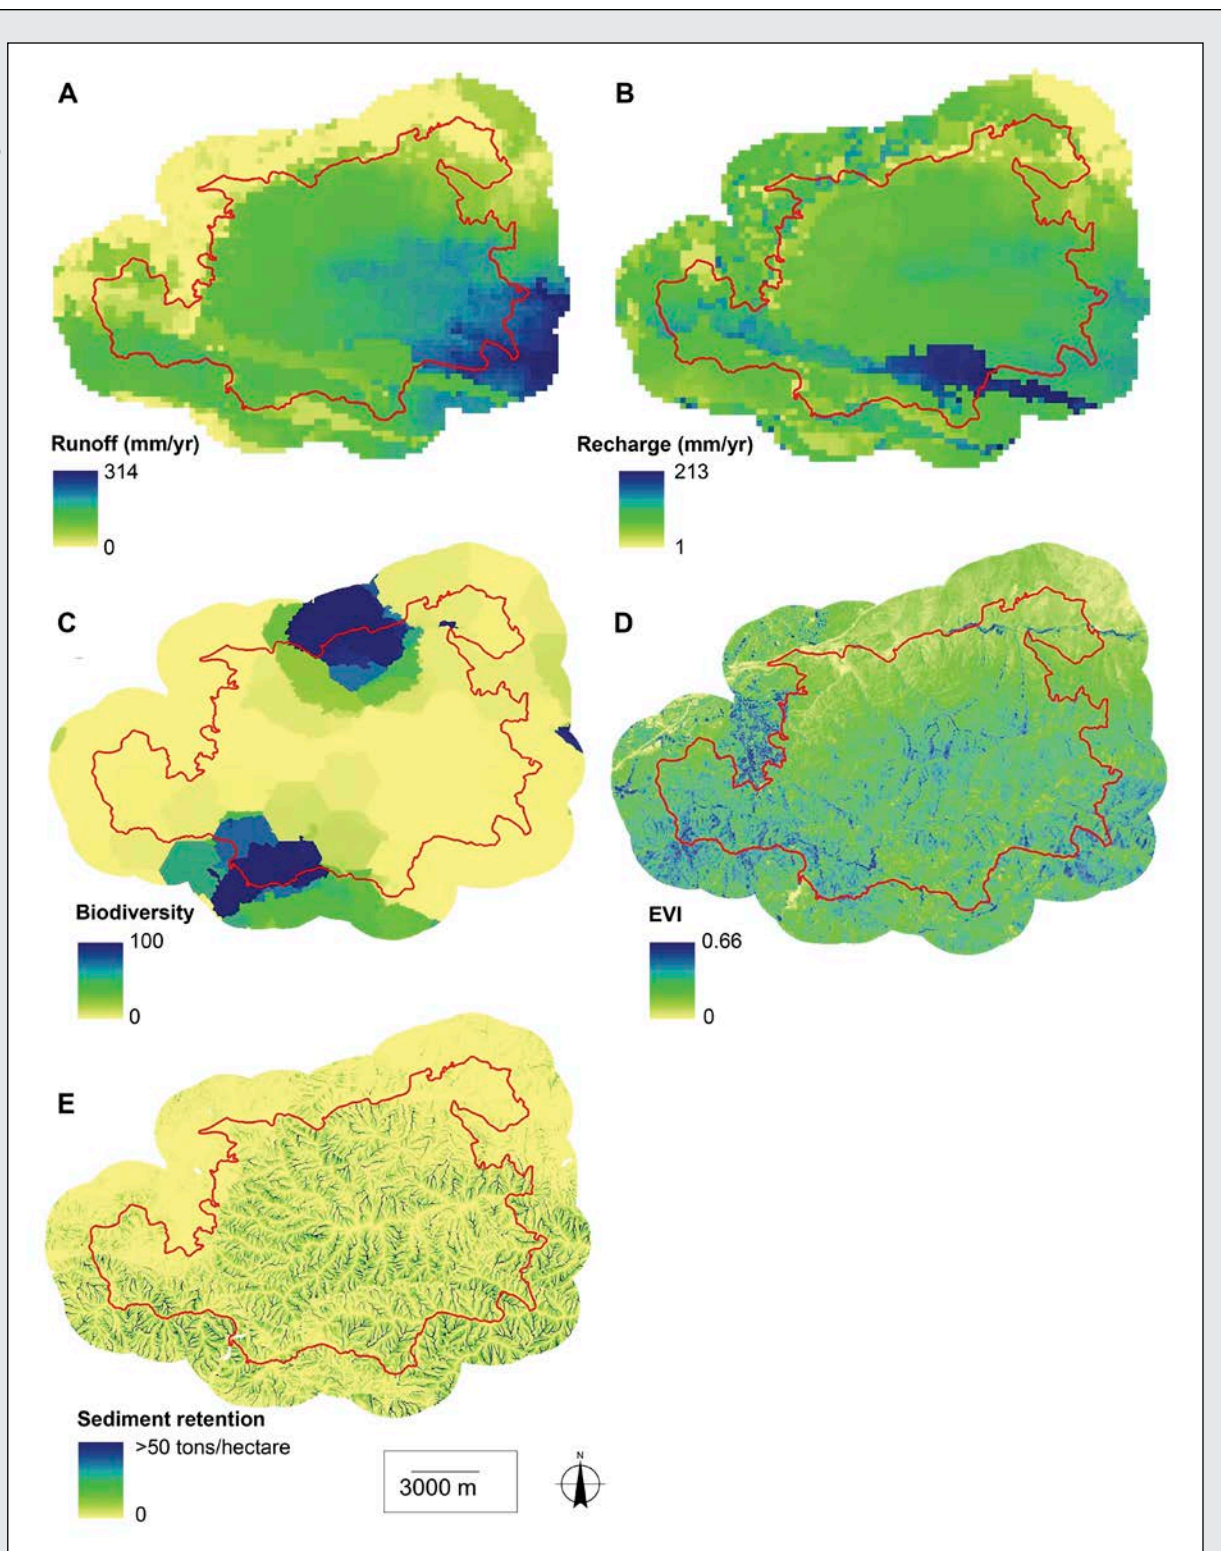 A
B
Runoff (mm/yr)
314
0
Recharge (mm/yr)
213
1
C
D
Biodiversity
100
0
EVI
0.66
0
E
Sediment retention
>50 tons/hectare
0
3000 m
N